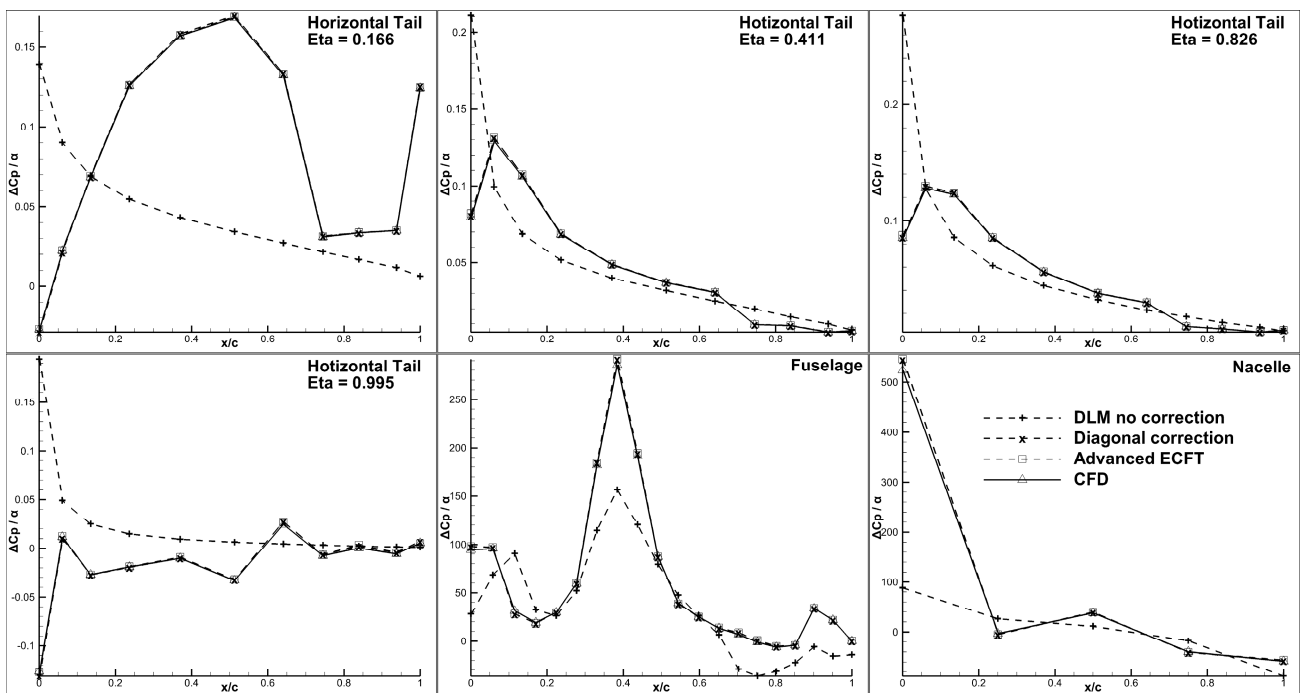 Horizontal Tail
Eta = 0.166
ΔCp / α
0.15
0.1
0.05
0
0
0.2
0.4
0.6
0.8
1
x/c
Hotizontal Tail
Eta = 0.411
ΔCp / α
0.2
0.15
0.1
0.05
0
0.2
0.4
0.6
0.8
1
x/c
Hotizontal Tail
Eta = 0.826
ΔCp / α
0.2
0.1
0
0.2
0.4
0.6
0.8
1
x/c
Hotizontal Tail
Eta = 0.995
ΔCp / α
0.15
0.1
0.05
0
-0.05
-0.1
0
0.2
0.4
0.6
0.8
1
x/c
Fuselage
ΔCp / α
250
200
150
100
50
0
0
0.2
0.4
0.6
0.8
1
x/c
Nacelle
DLM no correction
Diagonal correction
Advanced ECFT
CFD
ΔCp / α
500
400
300
200
100
0
0
0.2
0.4
0.6
0.8
1
x/c